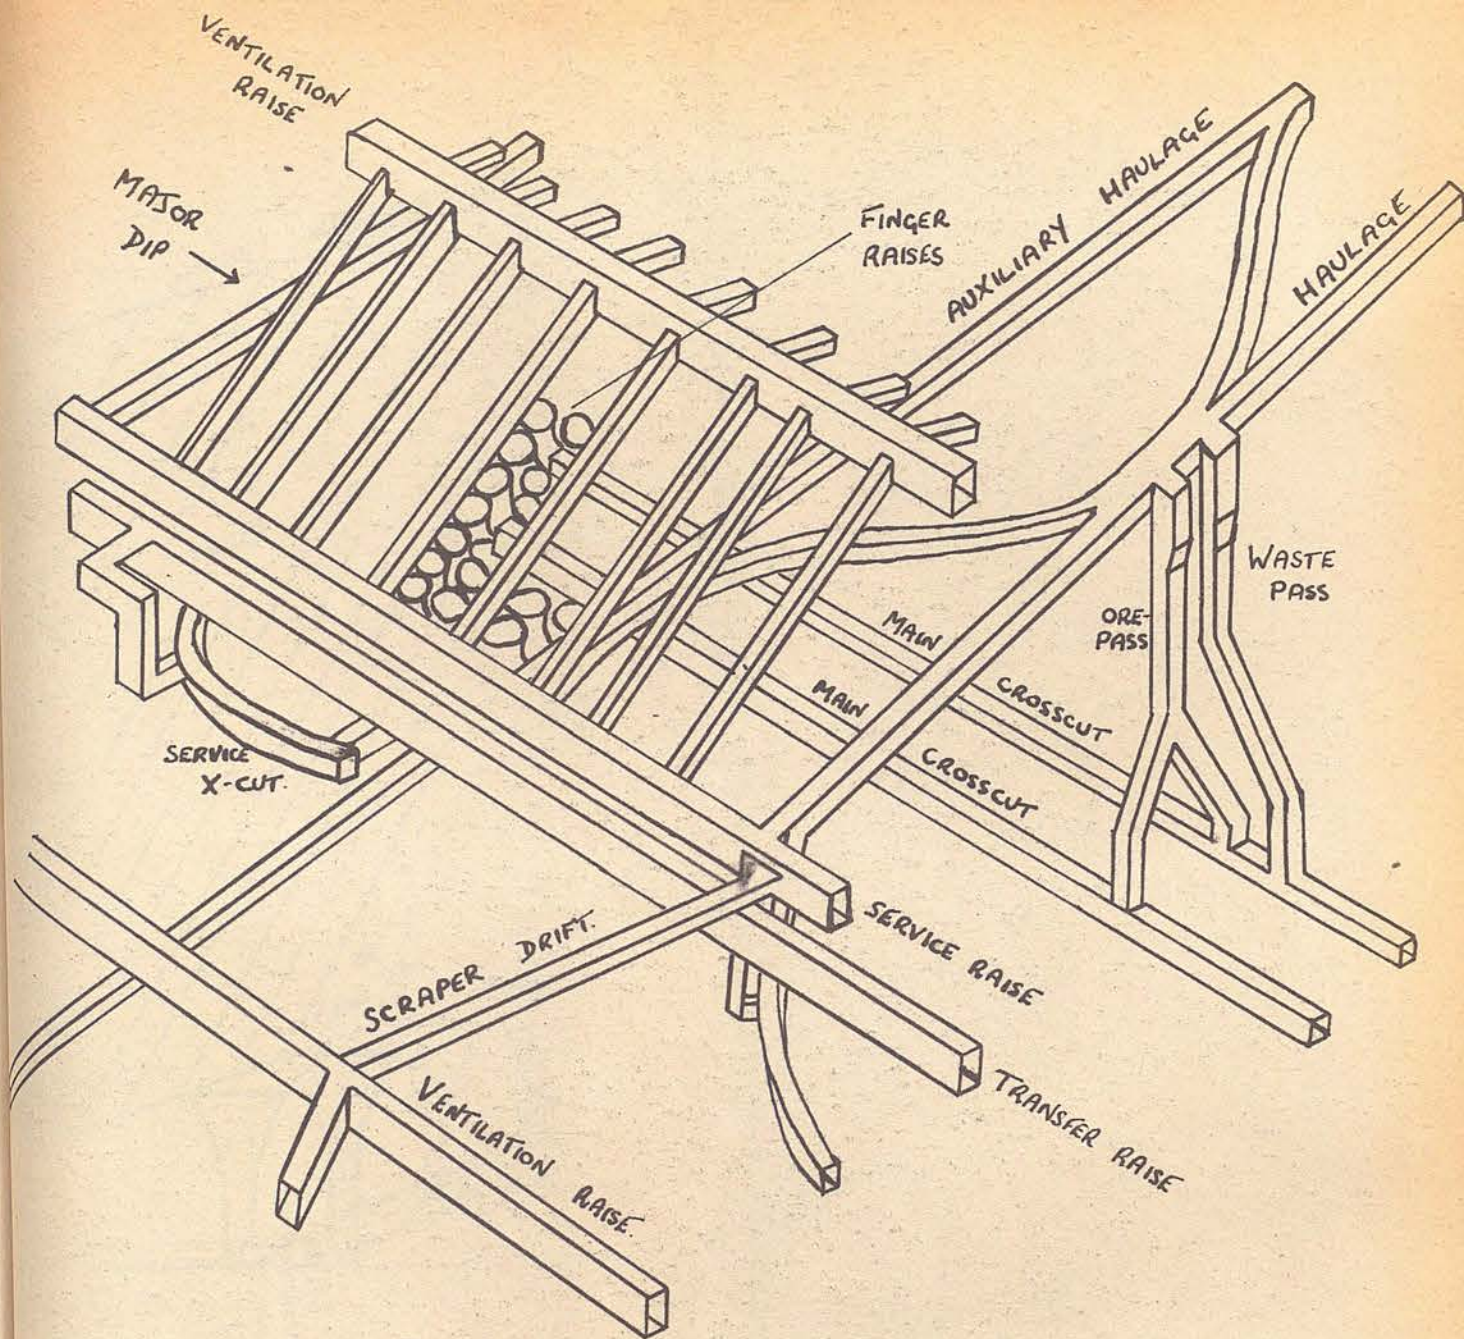 VENTILATION
RAISE
MAJOR
DIP
FINGER
RAISES
AUXILIARY HAULAGE
HAULAGE
WASTE
PASS
ORE-
PASS
MAIN CROSSCUT
MAIN CROSSCUT
SERVICE
X-CUT.
SCRAPER DRIFT.
SERVICE RAISE
TRANSFER RAISE
VENTILATION RAISE.